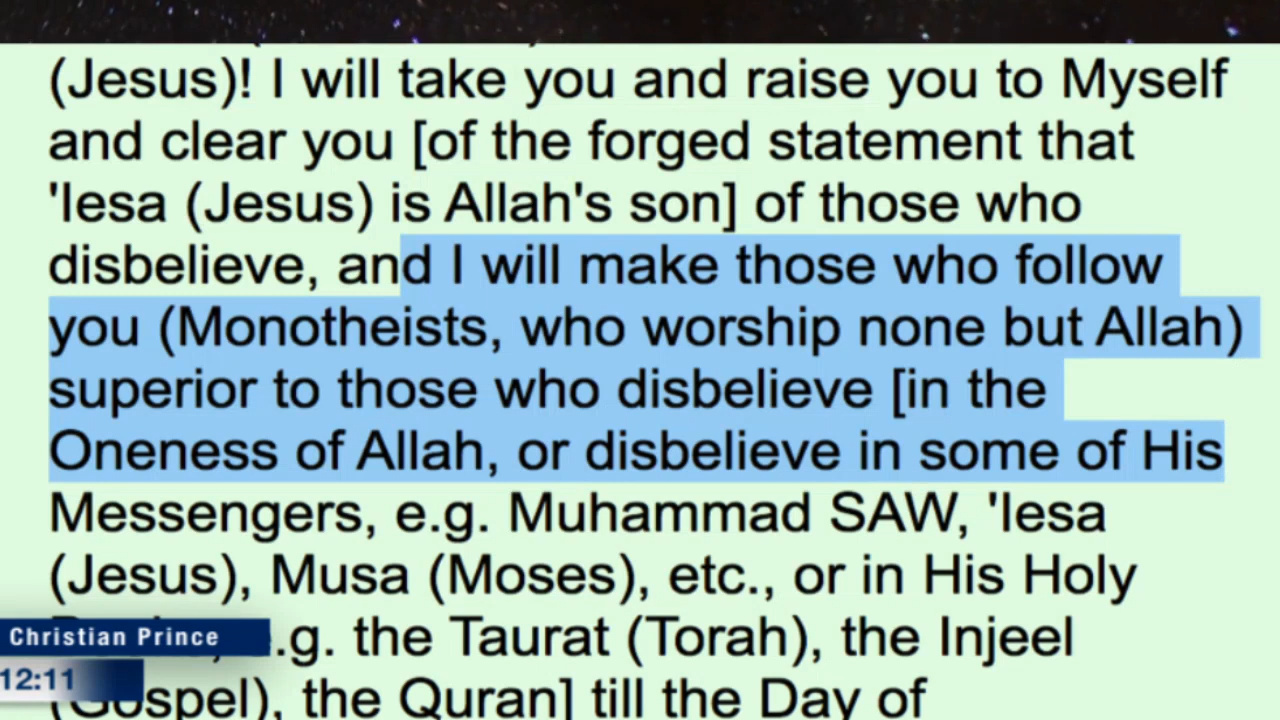 (Jesus)! I will take you and raise you to Myself
and clear you [of the forged statement that
'Iesa (Jesus) is Allah's son] of those who
disbelieve, and I will make those who follow
you (Monotheists, who worship none but Allah)
superior to those who disbelieve [in the
Oneness of Allah, or disbelieve in some of His
Messengers, e.g. Muhammad SAW, 'Iesa
(Jesus), Musa (Moses), etc., or in His Holy
.g. the Taurat (Torah), the Injeel
Christian Prince
12:11
(Gospel), the Quran] till the Day of